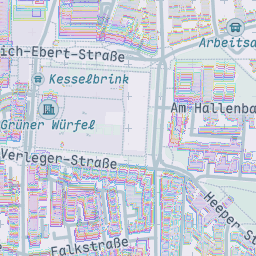 ich-Ebert-Straße
Arbeitsa
Kesselbrink
Am Hallenba
Grüner Würfel
Verleger-Straße
Heeper-St
Falkstraße